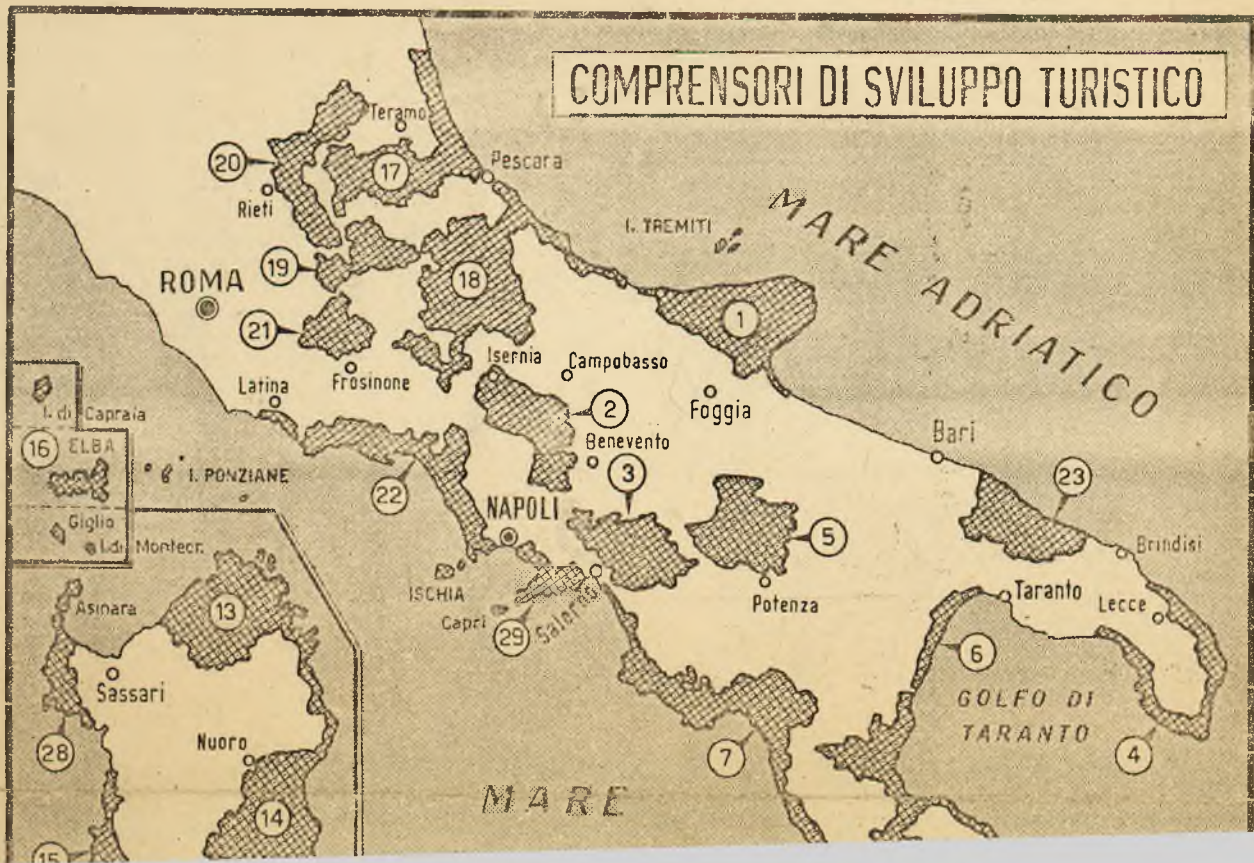 COMPRENSORI DI SVILUPPO TURISTICO
Teramo
20
17
Pescara
Rieti
I. TREMITI
MARE ADRIATICO
19
18
ROMA
1
21
Isernia
Campobasso
Frosinone
Latina
Foggia
I. di Capraia
2
Bari
16
ELBA
Benevento
I. PONZIANE
3
23
22
NAPOLI
Giglio
I. di Montecr.
5
Brindisi
ISCHIA
Asinara
Potenza
Taranto
Lecce
13
Capri
29
Salerno
6
Sassari
GOLFO DI
TARANTO
28
Nuoro
7
4
MARE
14
15